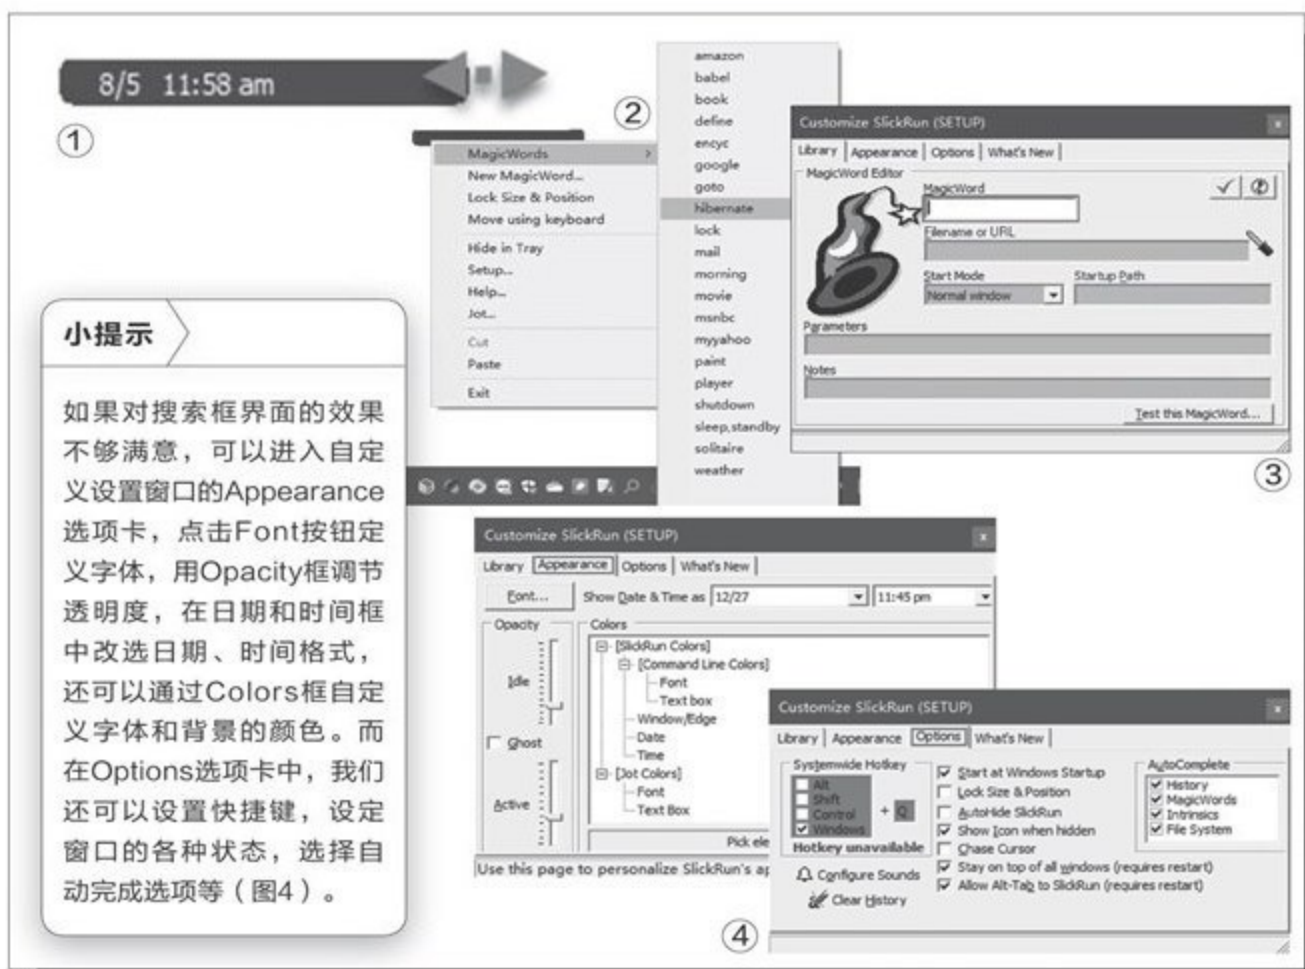 8/5 11:58 am
①
②
MagicWords
New MagicWord...
Lock Size & Position
Move using keyboard
Hide in Tray
Setup...
Help...
Jot...
Cut
Paste
Exit
amazon
babel
book
define
encyc
google
goto
hibernate
lock
mail
morning
movie
msnbc
myyahoo
paint
player
shutdown
sleep,standby
solitaire
weather
Customize SlickRun (SETUP)
Library Appearance Options What's New
MagicWord Editor
MagicWord
Filename or URL
Start Mode Startup Path
Normal window
Parameters
Notes
Test this MagicWord...
③
小提示
如果对搜索框界面的效果
不够满意，可以进入自定
义设置窗口的Appearance
选项卡，点击Font按钮定
义字体，用Opacity框调节
透明度，在日期和时间框
中改选日期、时间格式，
还可以通过Colors框自定
义字体和背景的颜色。而
在Options选项卡中，我们
还可以设置快捷键，设定
窗口的各种状态，选择自
动完成选项等（图4）。
Customize SlickRun (SETUP)
Library Appearance Options What's New
Font... Show Date & Time as 12/27 11:45 pm
Opacity Colors
Idle
Ghost
Active
[SlickRun Colors]
[Command Line Colors]
Font
Text box
Window/Edge
Date
Time
[Jot Colors]
Font
Text Box
Pick ele
Use this page to personalize SlickRun's ap
Customize SlickRun (SETUP)
Library Appearance Options What's New
Systemwide Hotkey
Alt
Shift
Control
Windows
+ Q
Hotkey unavailable
Configure Sounds
Clear History
Start at Windows Startup
Lock Size & Position
AutoHide SlickRun
Show Icon when hidden
Chase Cursor
Stay on top of all windows (requires restart)
Allow Alt-Tab to SlickRun (requires restart)
AutoComplete
History
MagicWords
Intrinsics
File System
④